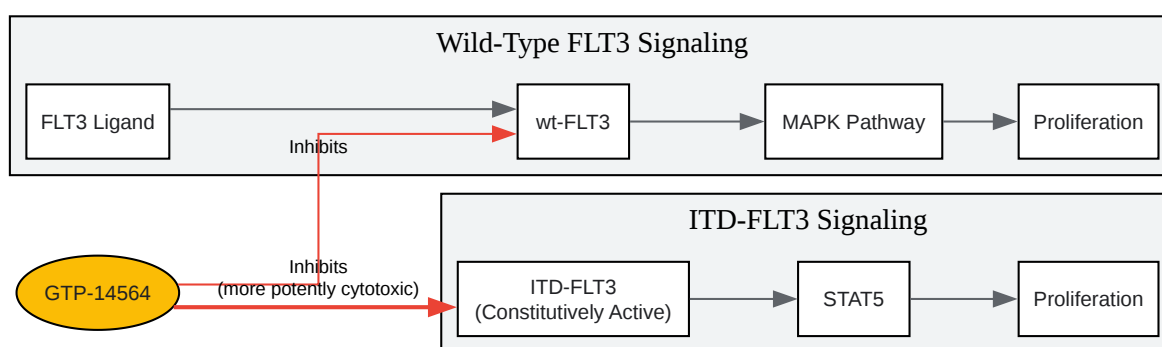 Wild-Type FLT3 Signaling
FLT3 Ligand
wt-FLT3
MAPK Pathway
Proliferation
Inhibits
ITD-FLT3 Signaling
GTP-14564
Inhibits
(more potently cytotoxic)
ITD-FLT3
(Constitutively Active)
STAT5
Proliferation